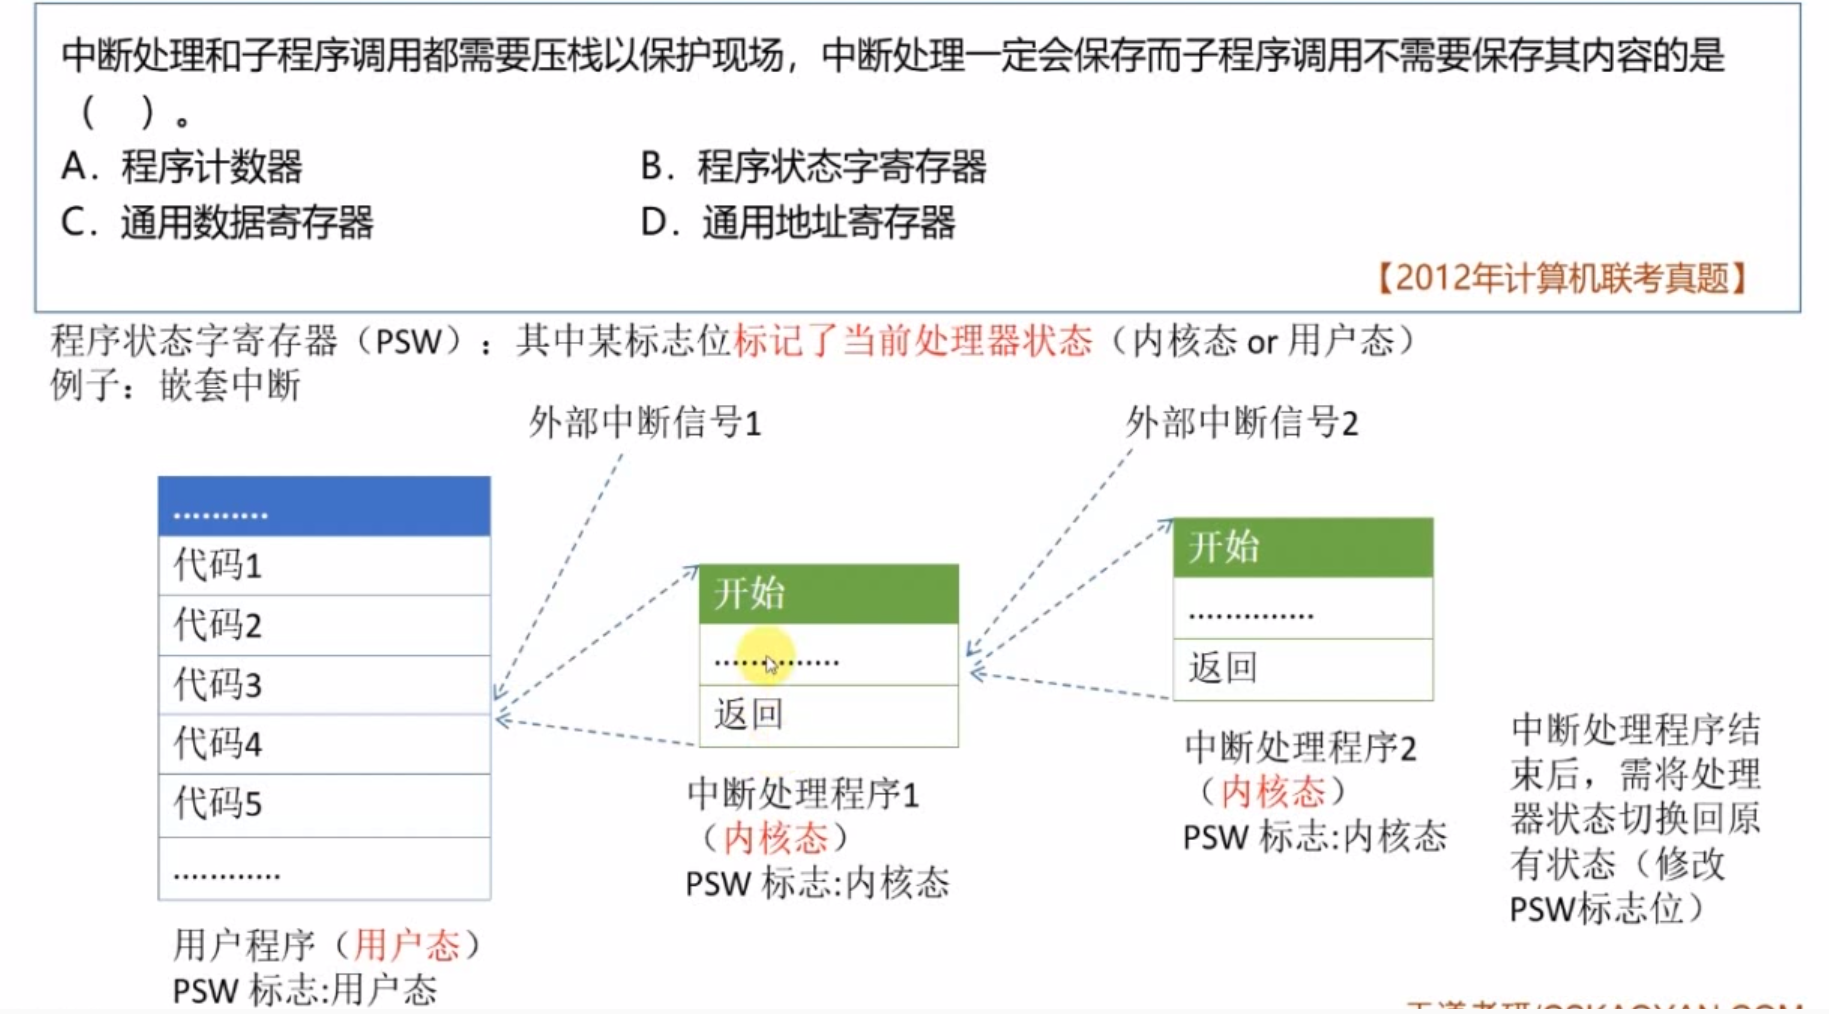 中断处理和子程序调用都需要压栈以保护现场，中断处理一定会保存而子程序调用不需要保存其内容的是
（　）。
A．程序计数器　B．程序状态字寄存器
C．通用数据寄存器　D．通用地址寄存器
【2012年计算机联考真题】
程序状态字寄存器（PSW）：其中某标志位标记了当前处理器状态（内核态 or 用户态）
例子：嵌套中断
外部中断信号1
外部中断信号2
..........
代码1
代码2
代码3
代码4
代码5
............
用户程序（用户态）
PSW 标志:用户态
开始
..............
返回
中断处理程序1
（内核态）
PSW 标志:内核态
开始
..............
返回
中断处理程序2
（内核态）
PSW 标志:内核态
中断处理程序结
束后，需将处理
器状态切换回原
有状态（修改
PSW标志位）